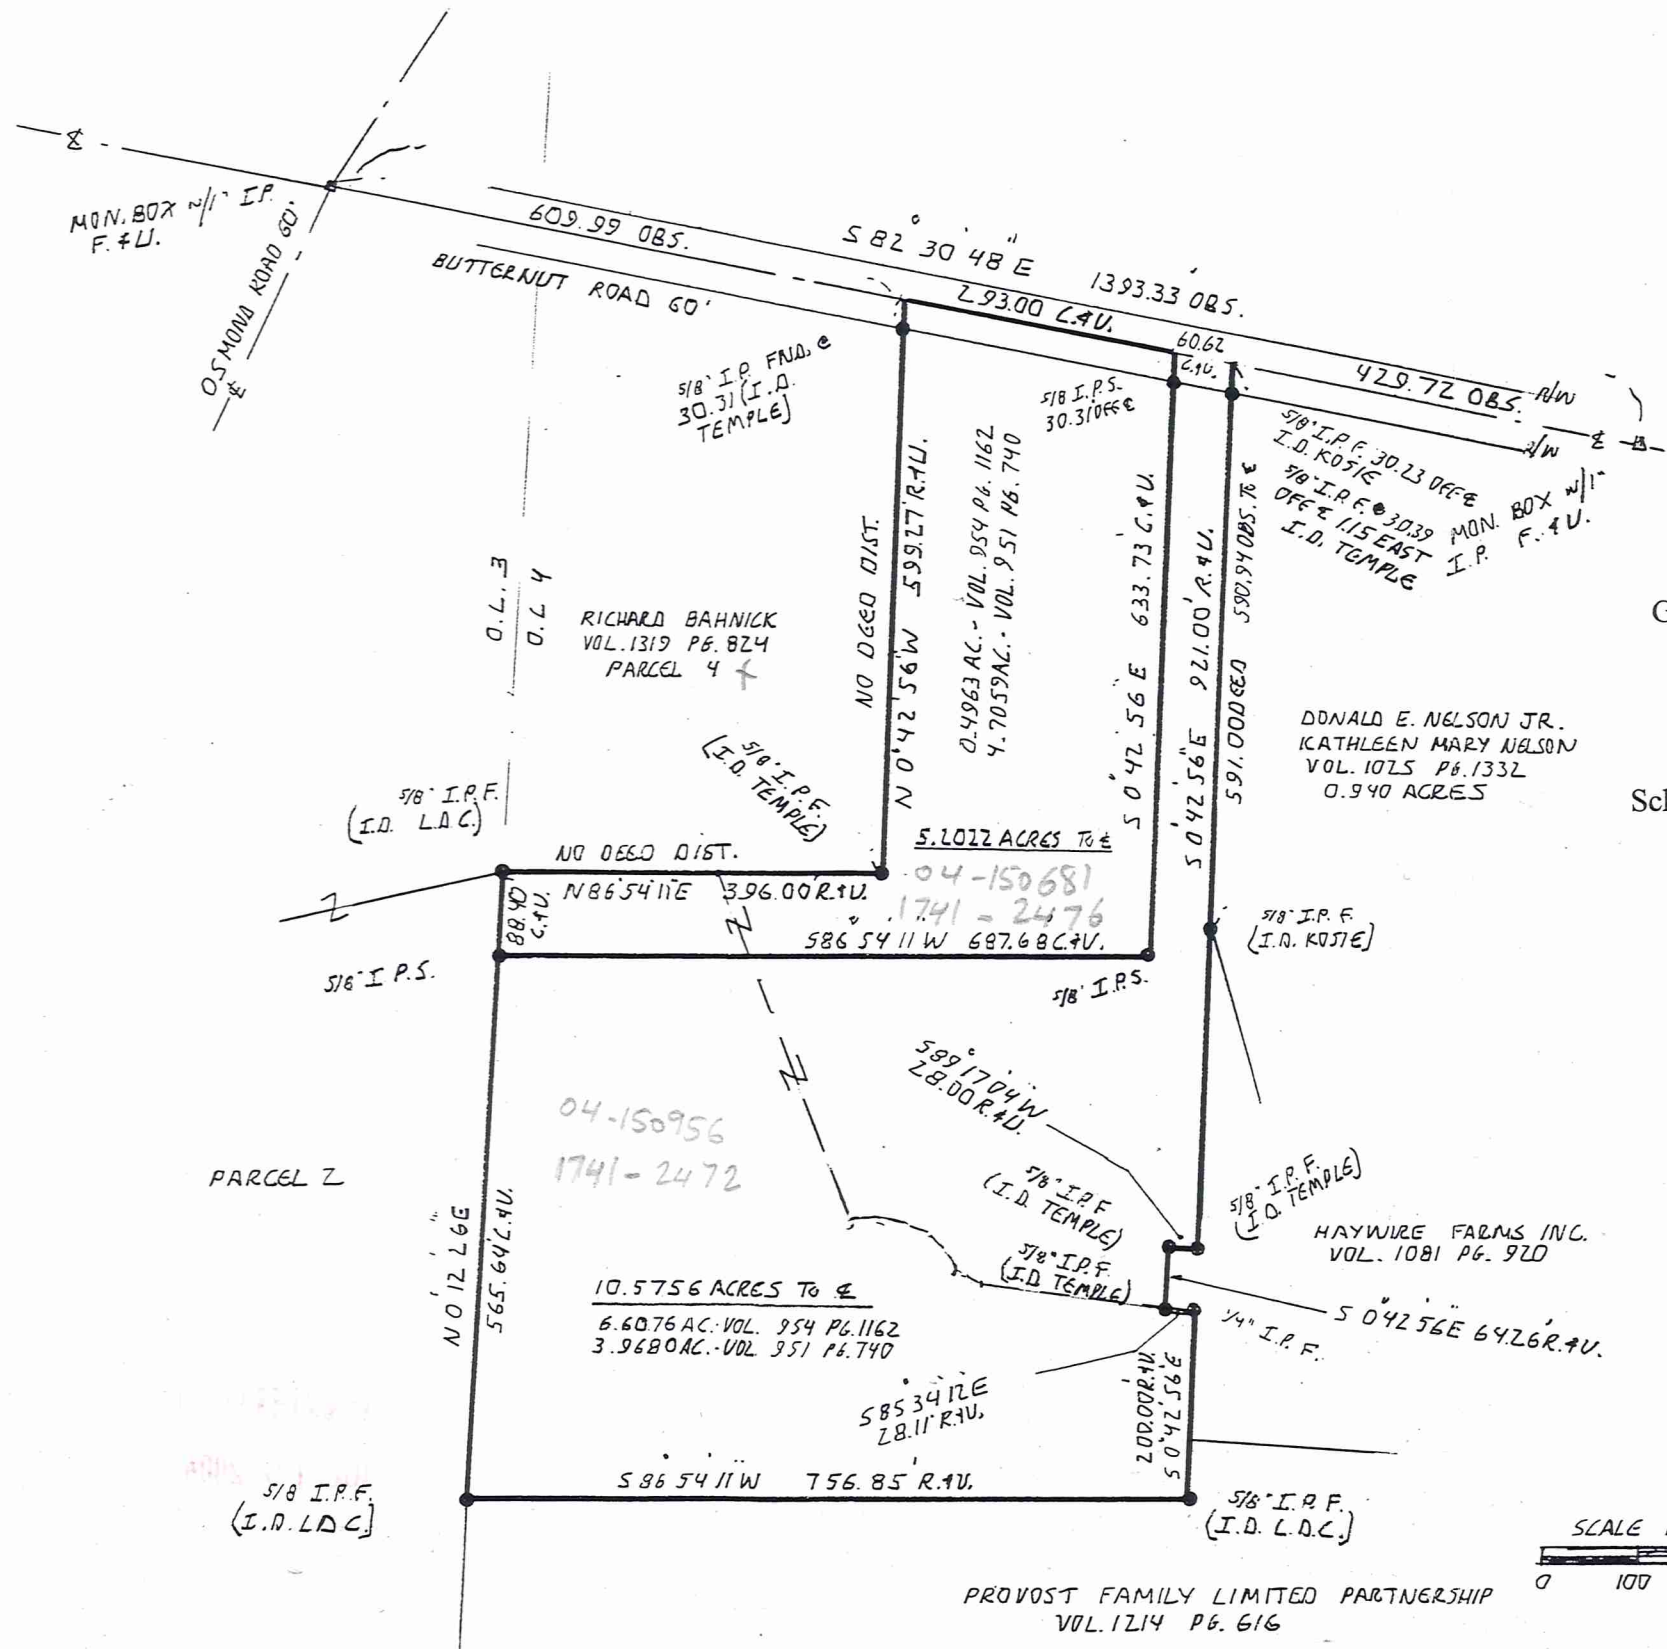 MON. BOX w/1" I.P.
F. & U.
OSMOND ROAD 60'
609.99 OBS.
S 82° 30' 48" E
1393.33' OBS.
BUTTERNUT ROAD 60'
293.00 C.&U.
60.62
C.&U.
429.72 OBS.
R/W
R/W
5/8" I.P. FND. @
30.31 (I.D.
TEMPLE)
5/8 I.P.S.
30.31 OFF ℄
5/8" I.P.F. 30.23 OFF ℄
I.D. KOSIE
5/8" I.P.F. @ 30.39
OFF ℄ 1.15 EAST
I.D. TEMPLE
MON. BOX w/1"
I.P. F. & U.
O.L. 3
O.L 4
RICHARD BAHNICK
VOL. 1319 PG. 824
PARCEL 4
NO DEED DIST.
N 0° 42' 56" W 599.27' R.&U.
0.4963 AC. - VOL. 954 PG. 1162
4.7059 AC. - VOL. 951 PG. 740
S 0° 42' 56" E 633.73' C.&U.
S 0° 42' 56" E 921.00' R.&U.
591.00 DEED 590.94 OBS. TO ℄
G
DONALD E. NELSON JR.
KATHLEEN MARY NELSON
VOL. 1025 PG. 1332
0.940 ACRES
Scl
5/8" I.P.F.
(I.D. L.D.C.)
5/8" I.P.F.
(I.D. TEMPLE)
NO DEED DIST.
N 86° 54' 11" E 396.00 R.&U.
88.40
C.&U.
5.2022 ACRES TO ℄
04-150681
1741-2476
S 86° 54' 11" W 687.68 C.&U.
5/8" I.P.F.
(I.D. KOSIE)
5/8" I.P.S.
5/8" I.P.S.
S 89° 17' 04" W
28.00 R.&U.
04-150956
1741-2472
PARCEL 2
N 0° 12' 26" E
565.64' C.&U.
5/8" I.P.F
(I.D. TEMPLE)
5/8" I.P.F.
(I.D. TEMPLE)
5/8" I.P.F.
(I.D TEMPLE)
HAYWIRE FARMS INC.
VOL. 1081 PG. 920
10.5756 ACRES TO ℄
6.6076 AC. - VOL. 954 PG. 1162
3.9680 AC. - VOL 951 PG. 740
1/4" I.P.F.
S 0° 42' 56" E 64.26' R.&U.
S 85° 34' 12" E
28.11' R.&U.
200.00' R.&U.
S 0° 42' 56" E
S 86° 54' 11" W 756.85' R.&U.
5/8 I.P.F.
(I.D. L.D.C.)
5/8" I.P.F.
(I.D. L.D.C.)
SCALE
0 100
PROVOST FAMILY LIMITED PARTNERSHIP
VOL. 1214 PG. 616